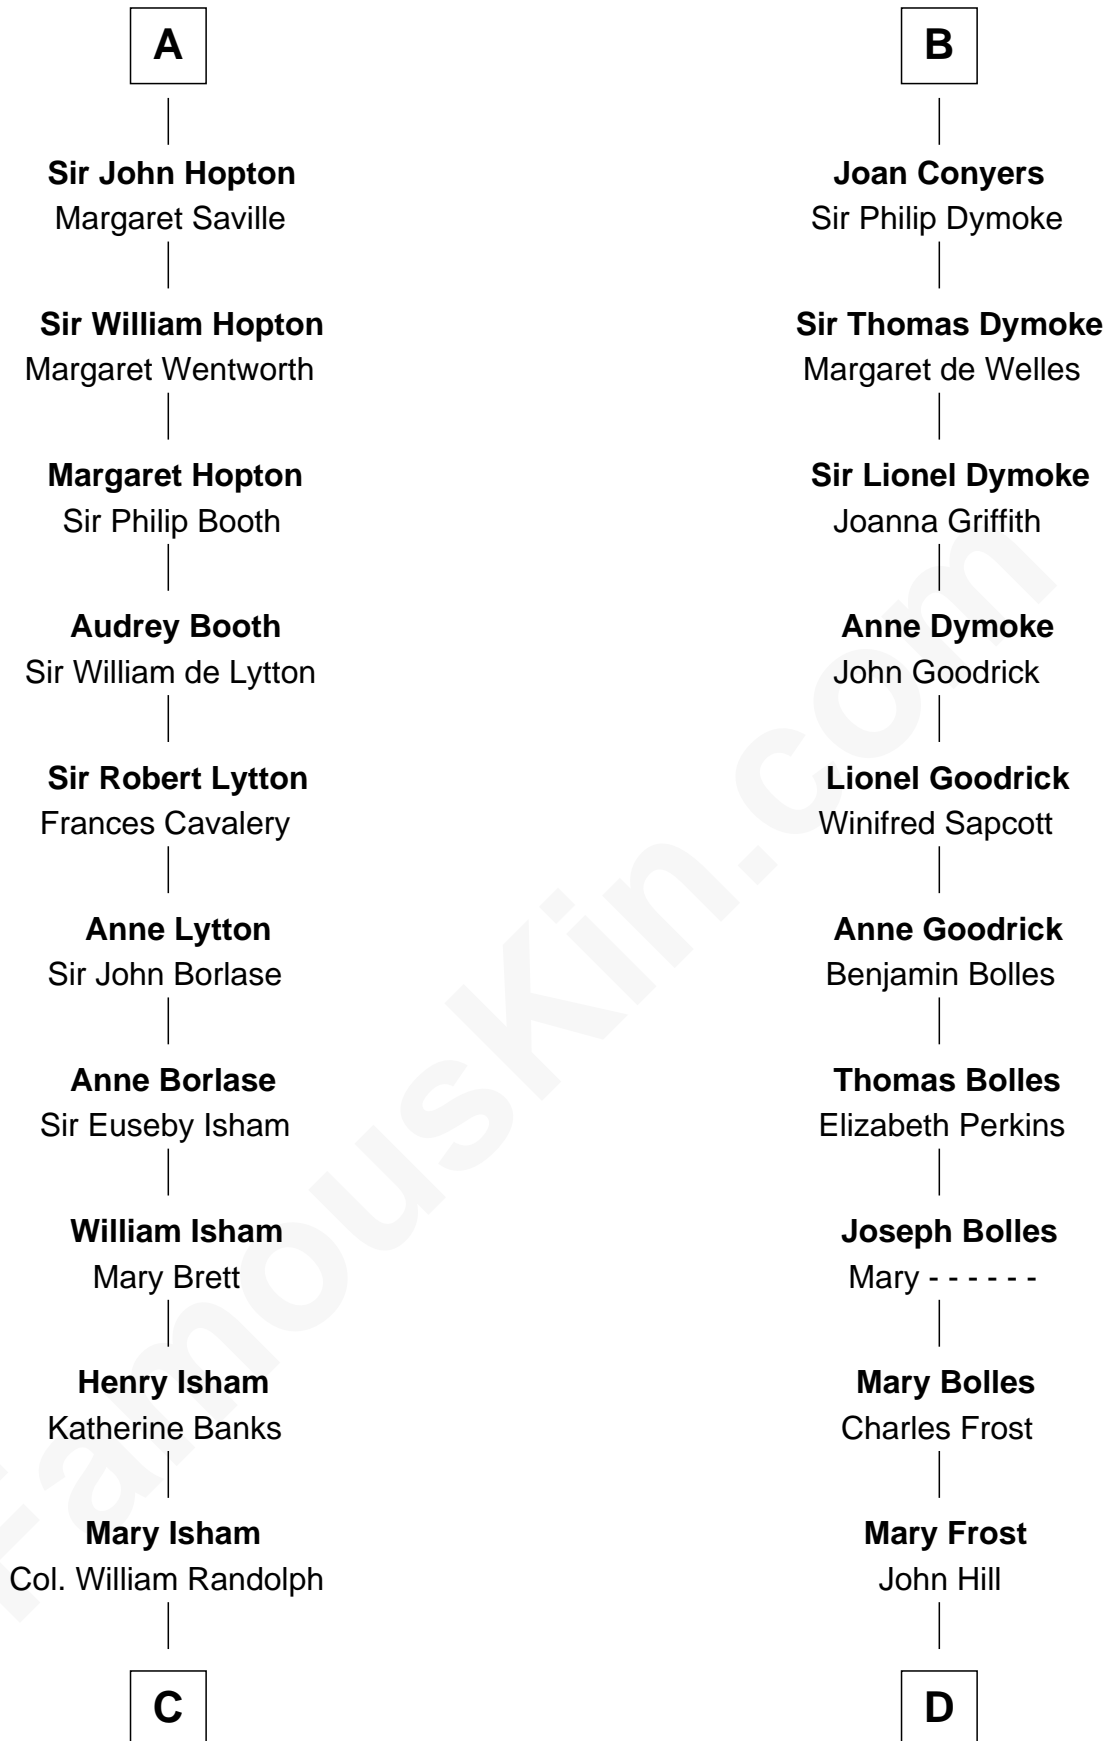 A
Sir John Hopton
Margaret Saville
Sir William Hopton
Margaret Wentworth
Margaret Hopton
Sir Philip Booth
Audrey Booth
Sir William de Lytton
Sir Robert Lytton
Frances Cavalery
Anne Lytton
Sir John Borlase
Anne Borlase
Sir Euseby Isham
William Isham
Mary Brett
Henry Isham
Katherine Banks
Mary Isham
Col. William Randolph
C
B
Joan Conyers
Sir Philip Dymoke
Sir Thomas Dymoke
Margaret de Welles
Sir Lionel Dymoke
Joanna Griffith
Anne Dymoke
John Goodrick
Lionel Goodrick
Winifred Sapcott
Anne Goodrick
Benjamin Bolles
Thomas Bolles
Elizabeth Perkins
Joseph Bolles
Mary - - - - - -
Mary Bolles
Charles Frost
Mary Frost
John Hill
D
FamousKin.com